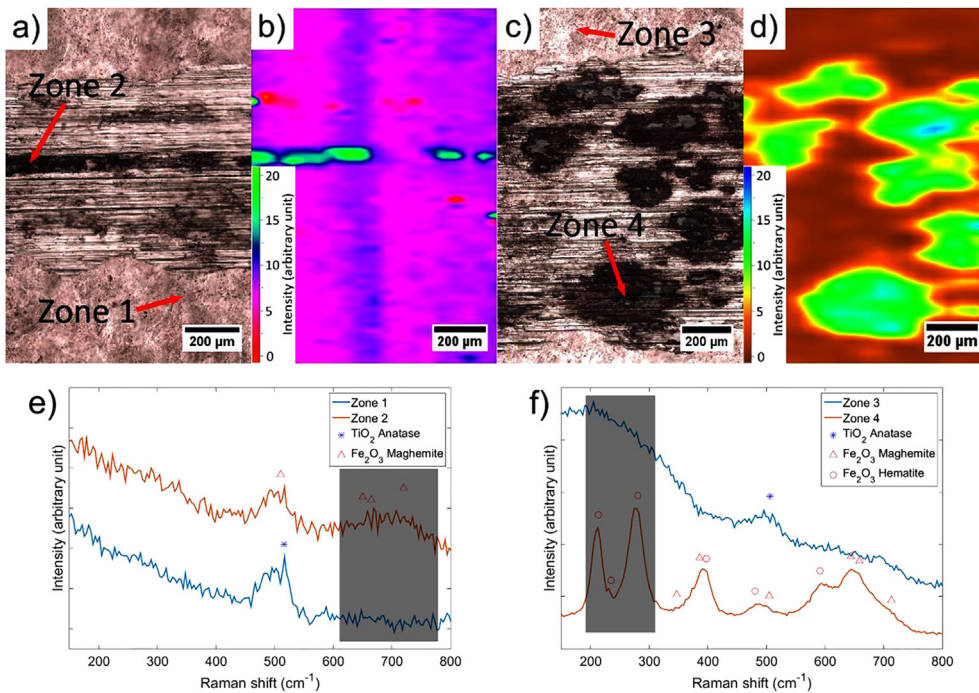 a)
Zone 2
Zone 1
200 µm
b)
Intensity (arbitrary unit)
20
15
10
5
0
200 µm
c)
Zone 3
Zone 4
200 µm
d)
Intensity (arbitrary unit)
20
15
10
5
0
200 µm
e)
Zone 1
Zone 2
TiO2 Anatase
Fe2O3 Maghemite
Intensity (arbitrary unit)
200 300 400 500 600 700 800
Raman shift (cm-1)
f)
Zone 3
Zone 4
TiO2 Anatase
Fe2O3 Maghemite
Fe2O3 Hematite
Intensity (arbitrary unit)
200 300 400 500 600 700 800
Raman shift (cm-1)